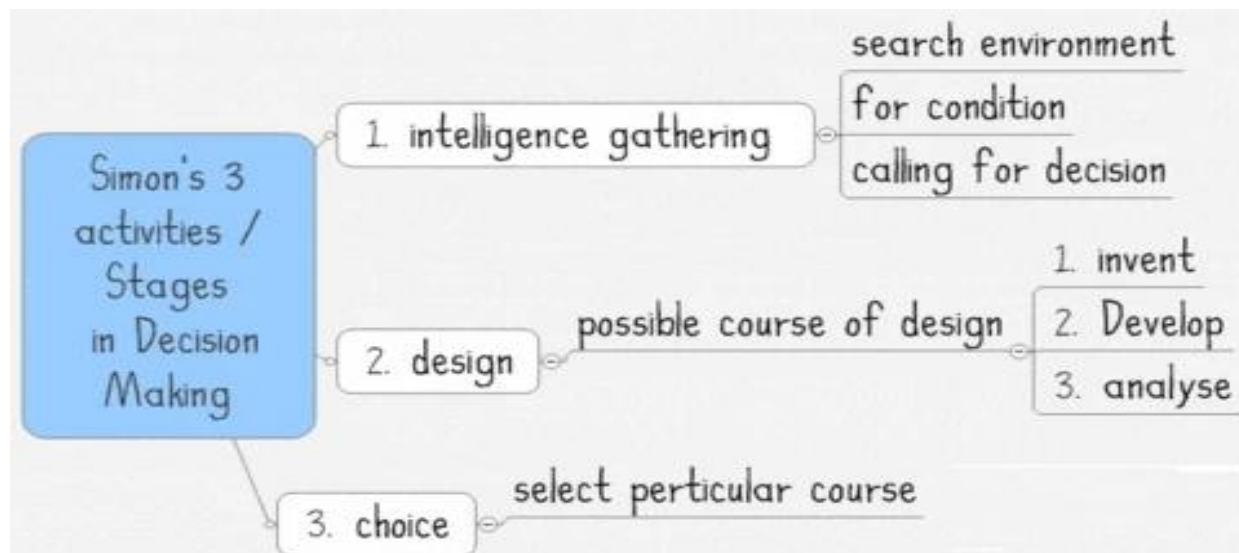 Simon's 3
activities /
Stages
in Decision
Making
1. intelligence gathering
search environment
for condition
calling for decision
2. design
possible course of design
1. invent
2. Develop
3. analyse
3. choice
select perticular course